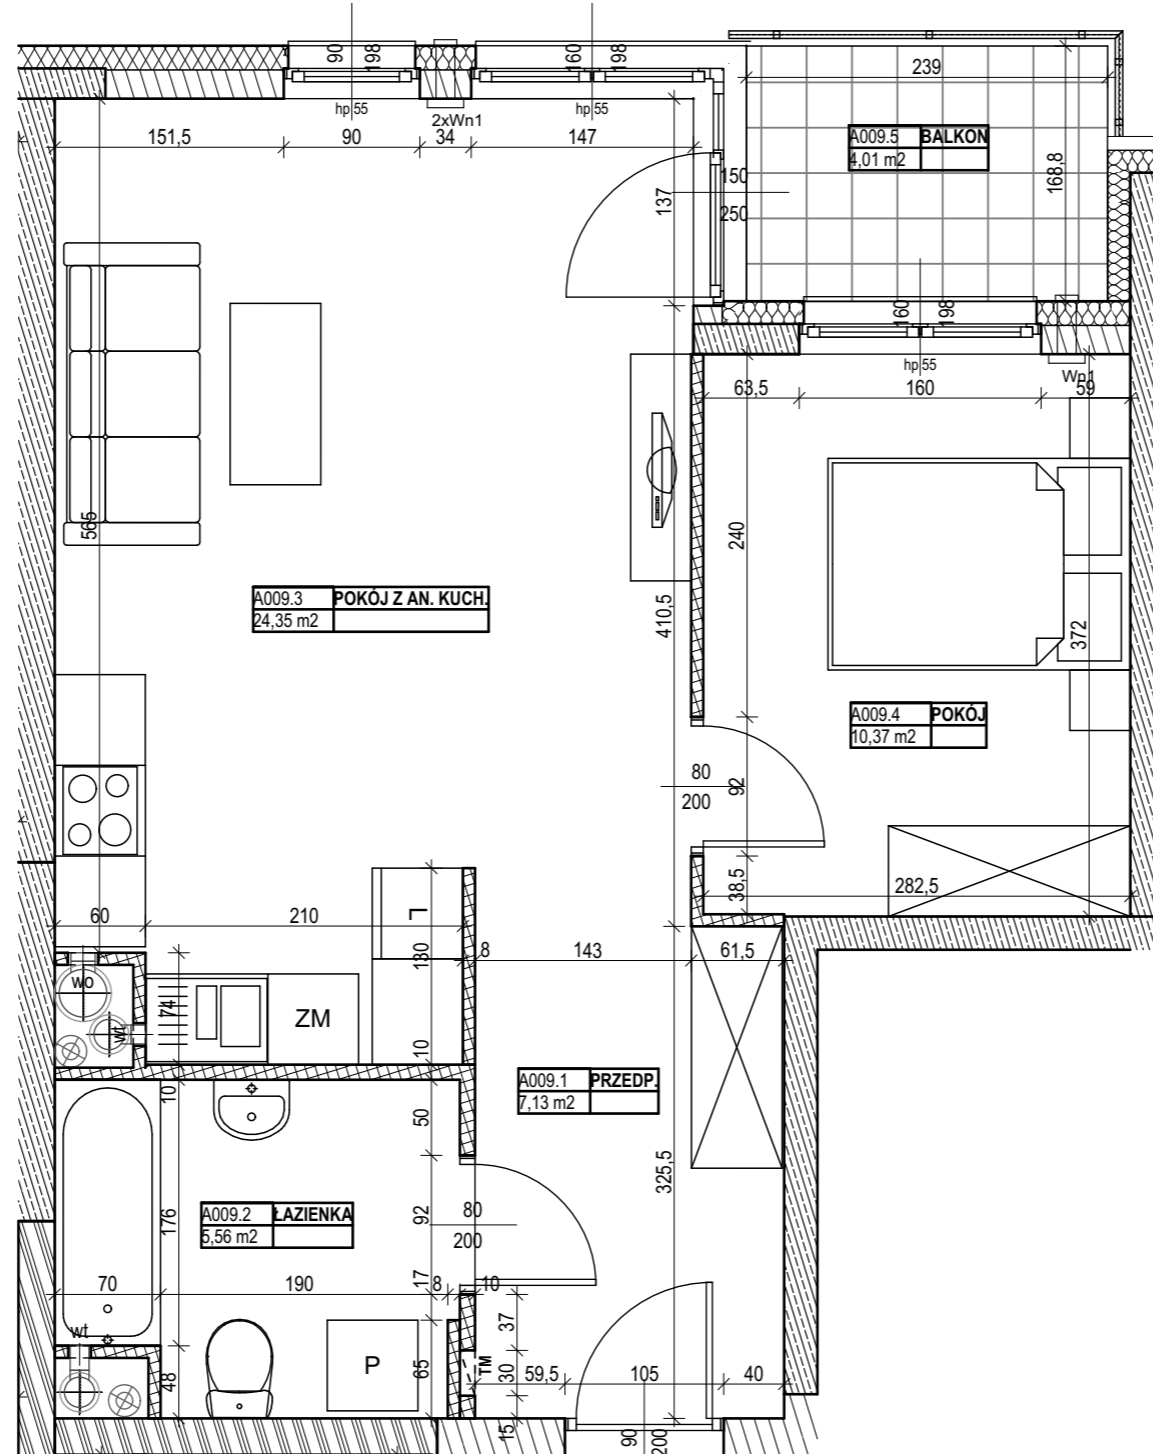 90
198
160
198
hp 55
2xWn1
hp 55
151,5
90
34
147
137
150
250
239
168,8
A009.5 BALKON
4,01 m2
160
198
hp 55
Wn1
63,5
160
59
565
240
372
410,5
A009.3 POKÓJ Z AN. KUCH.
24,35 m2
A009.4 POKÓJ
10,37 m2
80
200
92
38,5
282,5
60
210
L
130
8
143
61,5
wo
wt
74
ZM
10
10
A009.1 PRZEDP.
7,13 m2
50
325,5
176
A009.2 ŁAZIENKA
5,56 m2
92
80
200
70
190
17
8
10
37
wt
P
65
48
TM
30
59,5
105
40
15
90
200